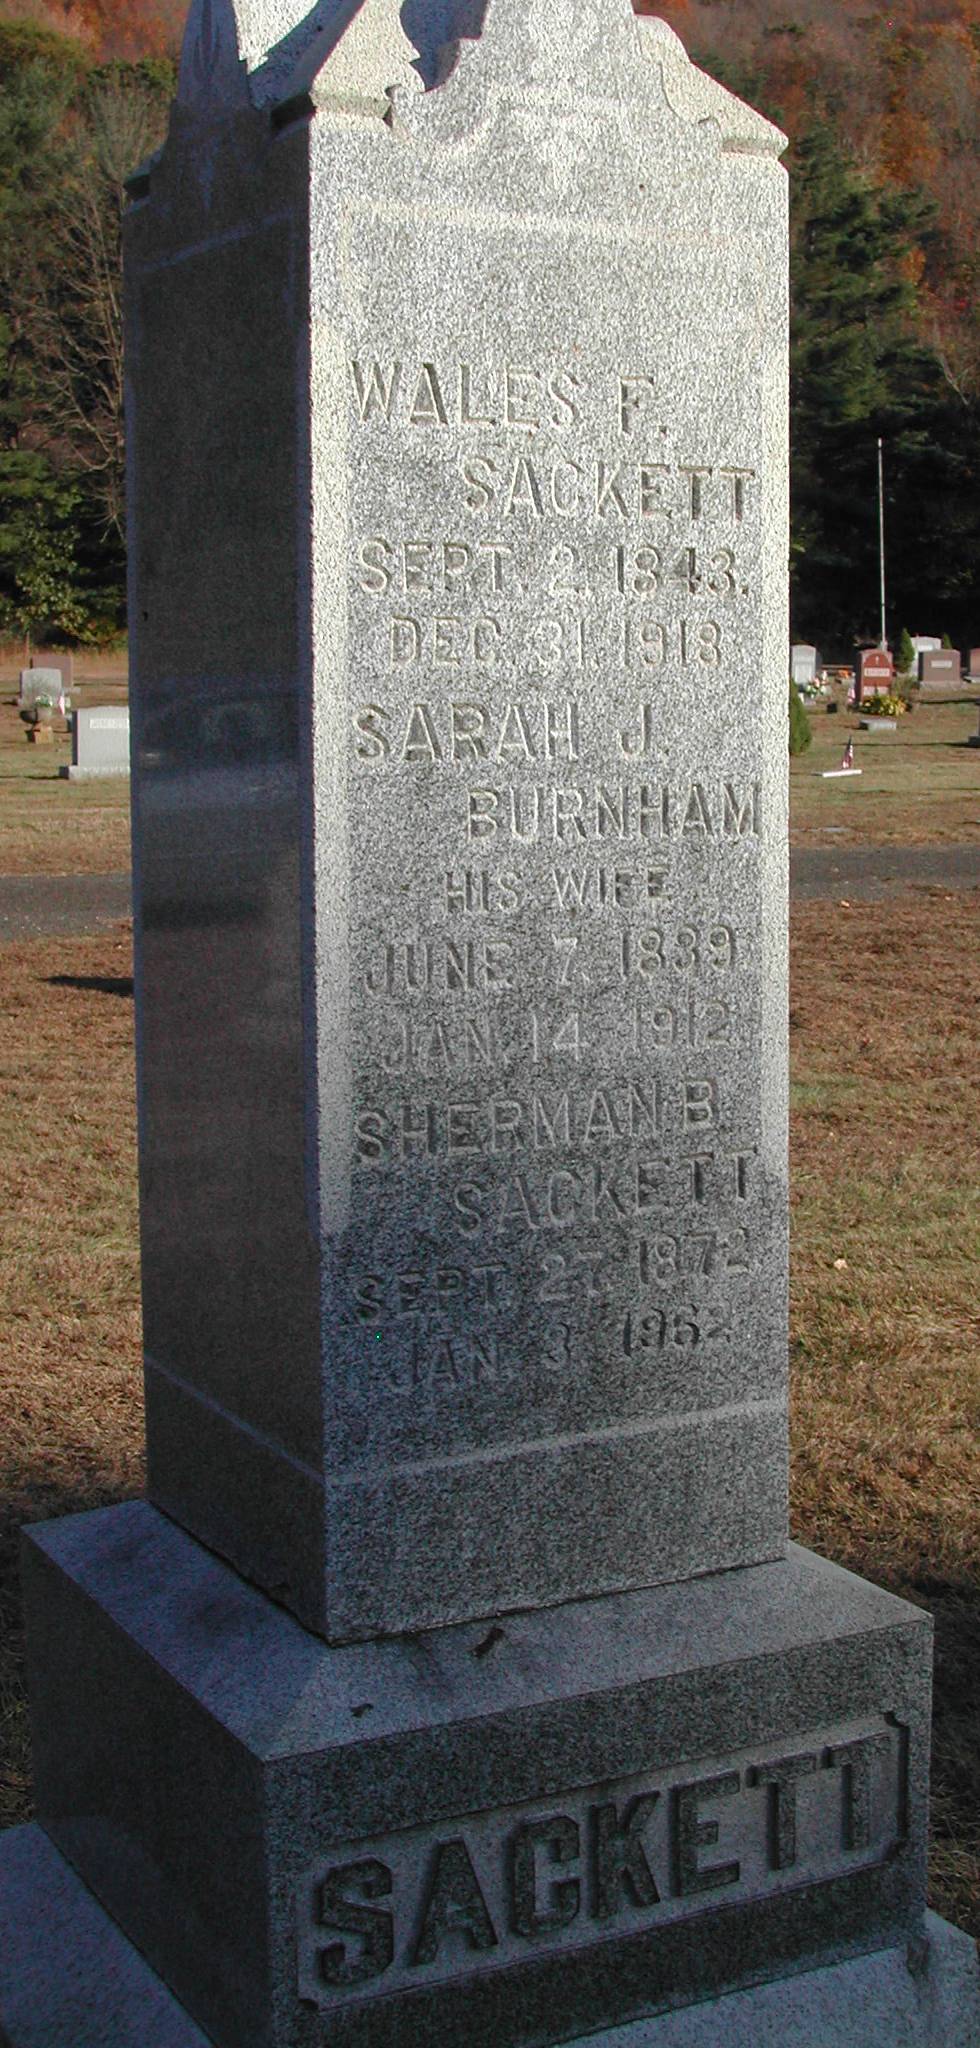 WALES F.
SACKETT
SEPT. 2. 1843.
DEC. 31. 1918
SARAH J.
BURNHAM
HIS WIFE
JUNE 7. 1839
JAN. 14 1912
SHERMAN B.
SACKETT
SEPT. 27. 1872.
JAN. 3. 1952
SACKETT